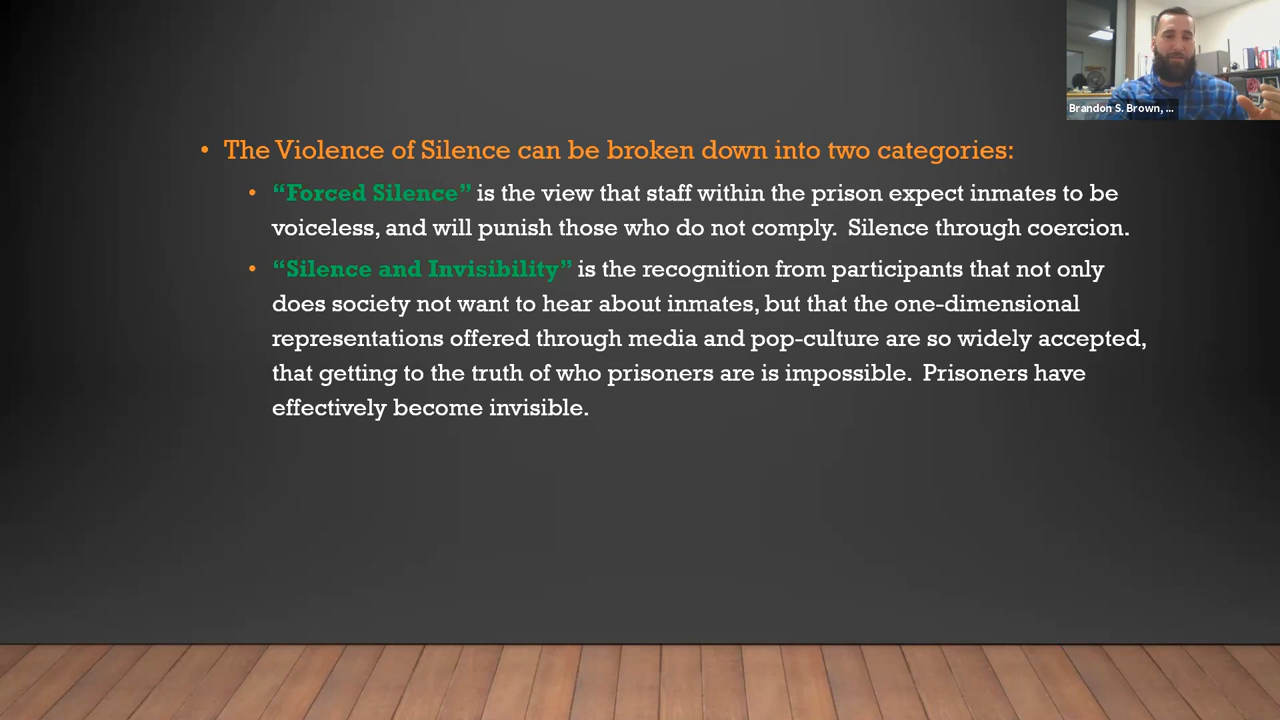 • The Violence of Silence can be broken down into two categories:
• “Forced Silence” is the view that staff within the prison expect inmates to be
voiceless, and will punish those who do not comply.  Silence through coercion.
• “Silence and Invisibility” is the recognition from participants that not only
does society not want to hear about inmates, but that the one-dimensional
representations offered through media and pop-culture are so widely accepted,
that getting to the truth of who prisoners are is impossible.  Prisoners have
effectively become invisible.
Brandon S. Brown, ...